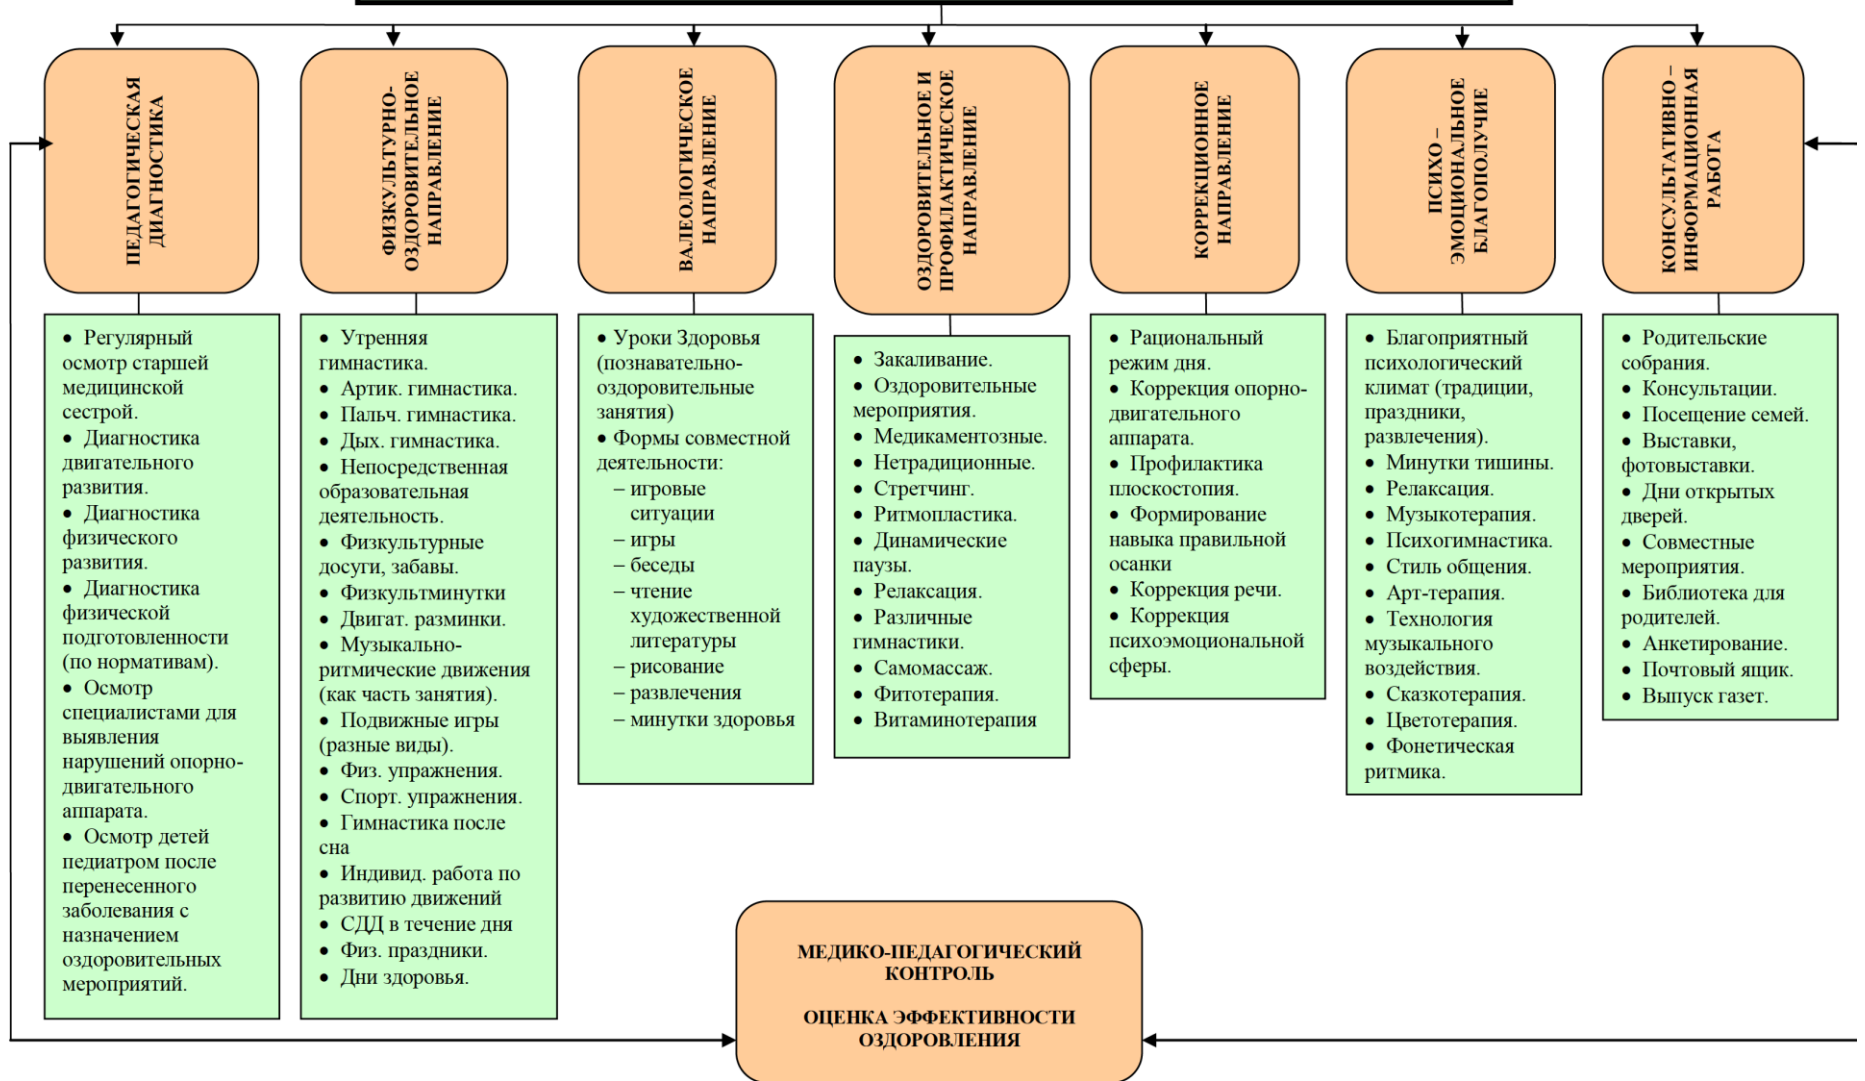 ПЕДАГОГИЧЕСКАЯ
ДИАГНОСТИКА
ФИЗКУЛЬТУРНО-
ОЗДОРОВИТЕЛЬНОЕ
НАПРАВЛЕНИЕ
ВАЛЕОЛОГИЧЕСКОЕ
НАПРАВЛЕНИЕ
ОЗДОРОВИТЕЛЬНОЕ И
ПРОФИЛАКТИЧЕСКОЕ
НАПРАВЛЕНИЕ
КОРРЕКЦИОННОЕ
НАПРАВЛЕНИЕ
ПСИХО –
ЭМОЦИОНАЛЬНОЕ
БЛАГОПОЛУЧИЕ
КОНСУЛЬТАТИВНО –
ИНФОРМАЦИОННАЯ
РАБОТА
• Регулярный
осмотр старшей
медицинской
сестрой.
• Диагностика
двигательного
развития.
• Диагностика
физического
развития.
• Диагностика
физической
подготовленности
(по нормативам).
• Осмотр
специалистами для
выявления
нарушений опорно-
двигательного
аппарата.
• Осмотр детей
педиатром после
перенесенного
заболевания с
назначением
оздоровительных
мероприятий.
• Утренняя
гимнастика.
• Артик. гимнастика.
• Пальч. гимнастика.
• Дых. гимнастика.
• Непосредственная
образовательная
деятельность.
• Физкультурные
досуги, забавы.
• Физкультминутки
• Двигат. разминки.
• Музыкально-
ритмические движения
(как часть занятия).
• Подвижные игры
(разные виды).
• Физ. упражнения.
• Спорт. упражнения.
• Гимнастика после
сна
• Индивид. работа по
развитию движений
• СДД в течение дня
• Физ. праздники.
• Дни здоровья.
• Уроки Здоровья
(познавательно-
оздоровительные
занятия)
• Формы совместной
деятельности:
– игровые
ситуации
– игры
– беседы
– чтение
художественной
литературы
– рисование
– развлечения
– минутки здоровья
• Закаливание.
• Оздоровительные
мероприятия.
• Медикаментозные.
• Нетрадиционные.
• Стретчинг.
• Ритмопластика.
• Динамические
паузы.
• Релаксация.
• Различные
гимнастики.
• Самомассаж.
• Фитотерапия.
• Витаминотерапия
• Рациональный
режим дня.
• Коррекция опорно-
двигательного
аппарата.
• Профилактика
плоскостопия.
• Формирование
навыка правильной
осанки
• Коррекция речи.
• Коррекция
психоэмоциональной
сферы.
• Благоприятный
психологический
климат (традиции,
праздники,
развлечения).
• Минутки тишины.
• Релаксация.
• Музыкотерапия.
• Психогимнастика.
• Стиль общения.
• Арт-терапия.
• Технология
музыкального
воздействия.
• Сказкотерапия.
• Цветотерапия.
• Фонетическая
ритмика.
• Родительские
собрания.
• Консультации.
• Посещение семей.
• Выставки,
фотовыставки.
• Дни открытых
дверей.
• Совместные
мероприятия.
• Библиотека для
родителей.
• Анкетирование.
• Почтовый ящик.
• Выпуск газет.
МЕДИКО-ПЕДАГОГИЧЕСКИЙ
КОНТРОЛЬ
ОЦЕНКА ЭФФЕКТИВНОСТИ
ОЗДОРОВЛЕНИЯ